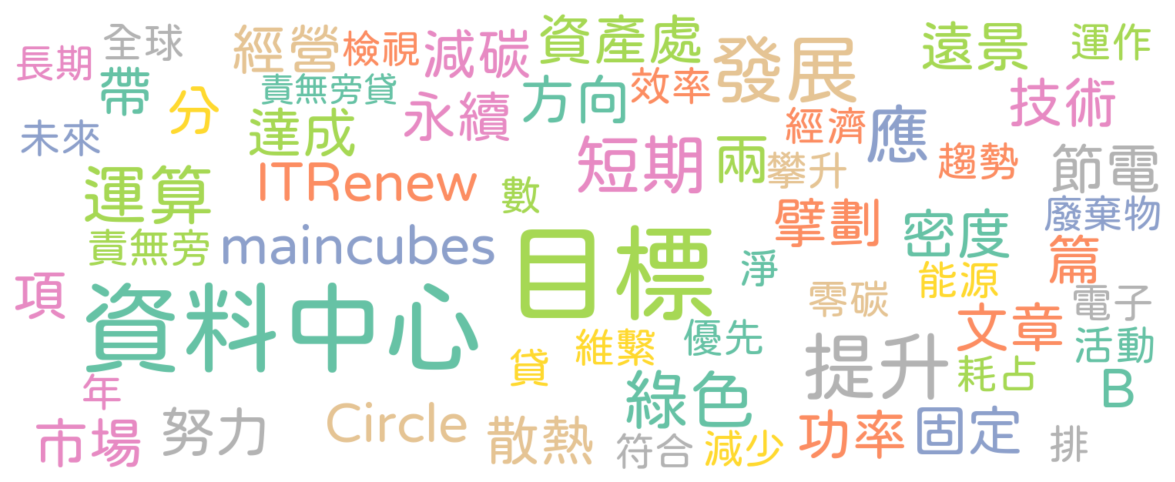 長期
全球
經營
檢視
減碳
資產處
發展
遠景
運作
帶
分
責無旁貸
永續
方向
效率
技術
未來
達成
短期
兩
攀升
經濟
應
趨勢
節電
運算
ITRenew
數
擘劃
密度
廢棄物
責無旁
maincubes
目標
淨
篇
項
資料中心
零碳
能源
電子
貸
維繫
優先
提升
文章
耗占
活動
年
市場
努力
Circle
散熱
綠色
符合
減少
功率
固定
排
B